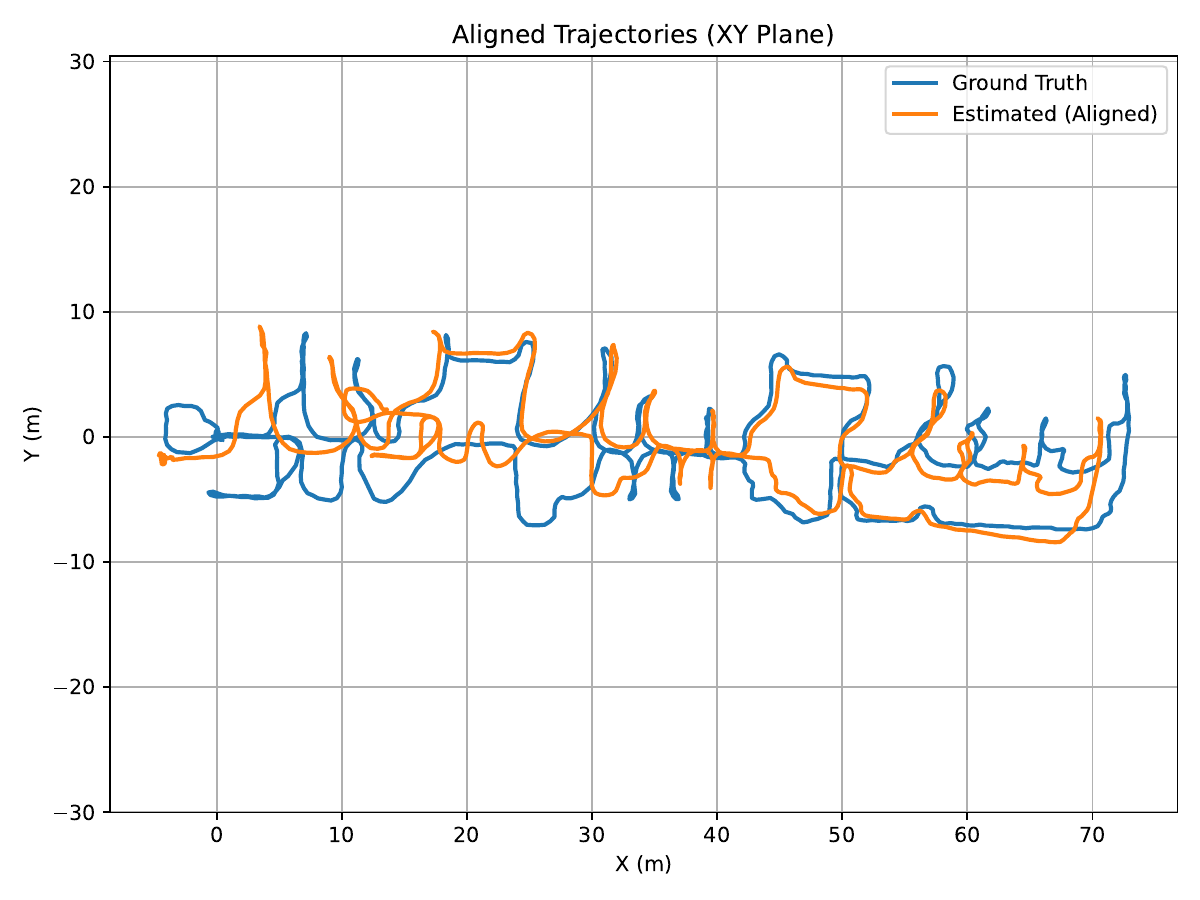 Aligned Trajectories (XY Plane)
Ground Truth
Estimated (Aligned)
30
20
10
0
−10
−20
−30
Y (m)
0 10 20 30 40 50 60 70
X (m)